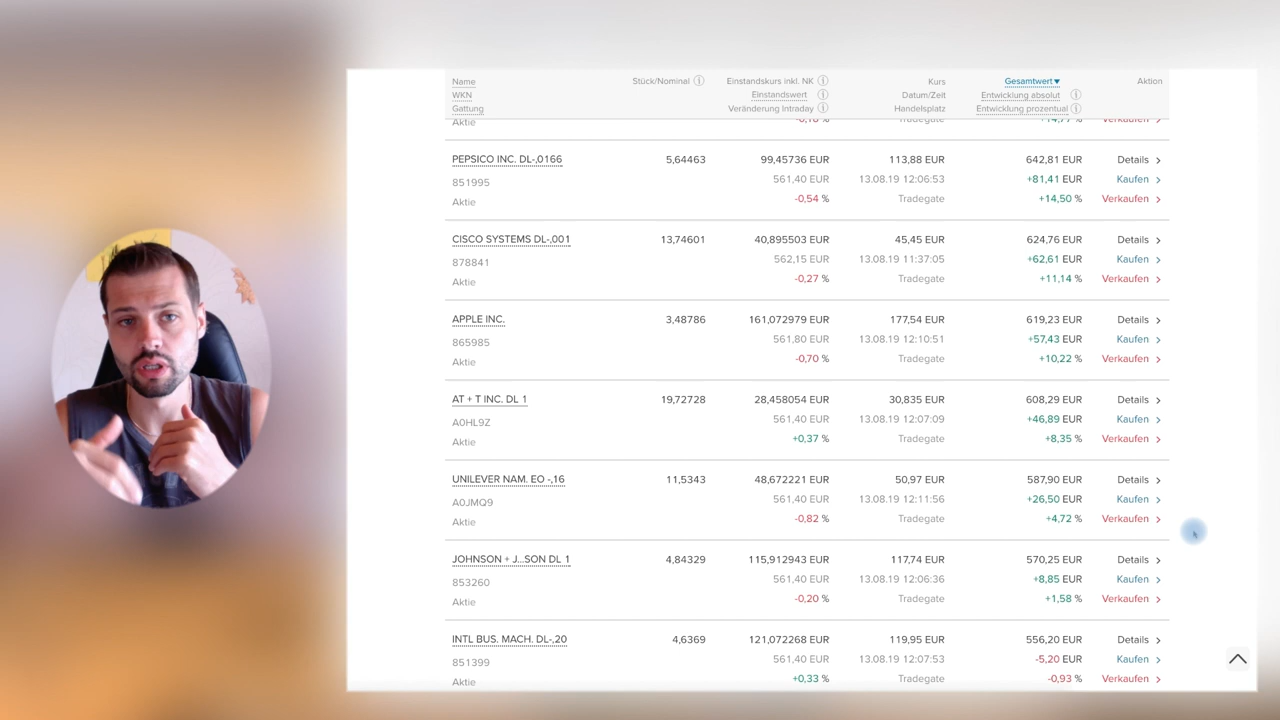 Name Stück/Nominal Einstandskurs inkl. NK Kurs Gesamtwert▼ Aktion
WKN Einstandswert Datum/Zeit Entwicklung absolut
Gattung Veränderung Intraday Handelsplatz Entwicklung prozentual
Aktie Tradegate Verkaufen
PEPSICO INC. DL-,0166 5,64463 99,45736 EUR 113,88 EUR 642,81 EUR Details
851995 561,40 EUR 13.08.19 12:06:53 +81,41 EUR Kaufen
Aktie -0,54 % Tradegate +14,50 % Verkaufen
CISCO SYSTEMS DL-,001 13,74601 40,895503 EUR 45,45 EUR 624,76 EUR Details
878841 562,15 EUR 13.08.19 11:37:05 +62,61 EUR Kaufen
Aktie -0,27 % Tradegate +11,14 % Verkaufen
APPLE INC. 3,48786 161,072979 EUR 177,54 EUR 619,23 EUR Details
865985 561,80 EUR 13.08.19 12:10:51 +57,43 EUR Kaufen
Aktie -0,70 % Tradegate +10,22 % Verkaufen
AT + T INC. DL 1 19,72728 28,458054 EUR 30,835 EUR 608,29 EUR Details
A0HL9Z 561,40 EUR 13.08.19 12:07:09 +46,89 EUR Kaufen
Aktie +0,37 % Tradegate +8,35 % Verkaufen
UNILEVER NAM. EO -,16 11,5343 48,672221 EUR 50,97 EUR 587,90 EUR Details
A0JMQ9 561,40 EUR 13.08.19 12:11:56 +26,50 EUR Kaufen
Aktie -0,82 % Tradegate +4,72 % Verkaufen
JOHNSON + J...SON DL 1 4,84329 115,912943 EUR 117,74 EUR 570,25 EUR Details
853260 561,40 EUR 13.08.19 12:06:36 +8,85 EUR Kaufen
Aktie -0,20 % Tradegate +1,58 % Verkaufen
INTL BUS. MACH. DL-,20 4,6369 121,072268 EUR 119,95 EUR 556,20 EUR Details
851399 561,40 EUR 13.08.19 12:07:53 -5,20 EUR Kaufen
Aktie +0,33 % Tradegate -0,93 % Verkaufen